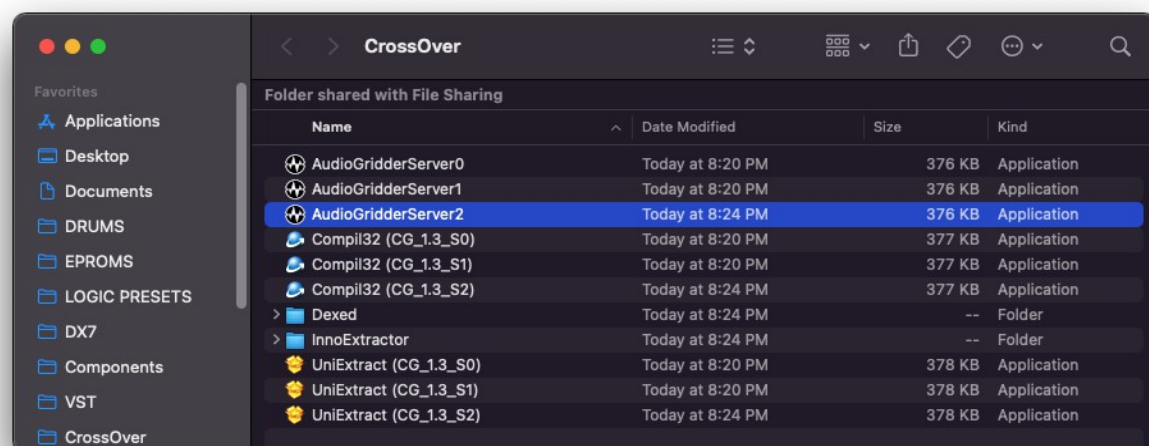 CrossOver
Favorites
Applications
Desktop
Documents
DRUMS
EPROMS
LOGIC PRESETS
DX7
Components
VST
CrossOver
Folder shared with File Sharing
Name Date Modified Size Kind
AudioGridderServer0 Today at 8:20 PM 376 KB Application
AudioGridderServer1 Today at 8:20 PM 376 KB Application
AudioGridderServer2 Today at 8:24 PM 376 KB Application
Compil32 (CG_1.3_S0) Today at 8:20 PM 377 KB Application
Compil32 (CG_1.3_S1) Today at 8:20 PM 377 KB Application
Compil32 (CG_1.3_S2) Today at 8:24 PM 377 KB Application
Dexed Today at 8:24 PM -- Folder
InnoExtractor Today at 8:24 PM -- Folder
UniExtract (CG_1.3_S0) Today at 8:24 PM 378 KB Application
UniExtract (CG_1.3_S1) Today at 8:24 PM 378 KB Application
UniExtract (CG_1.3_S2) Today at 8:24 PM 378 KB Application